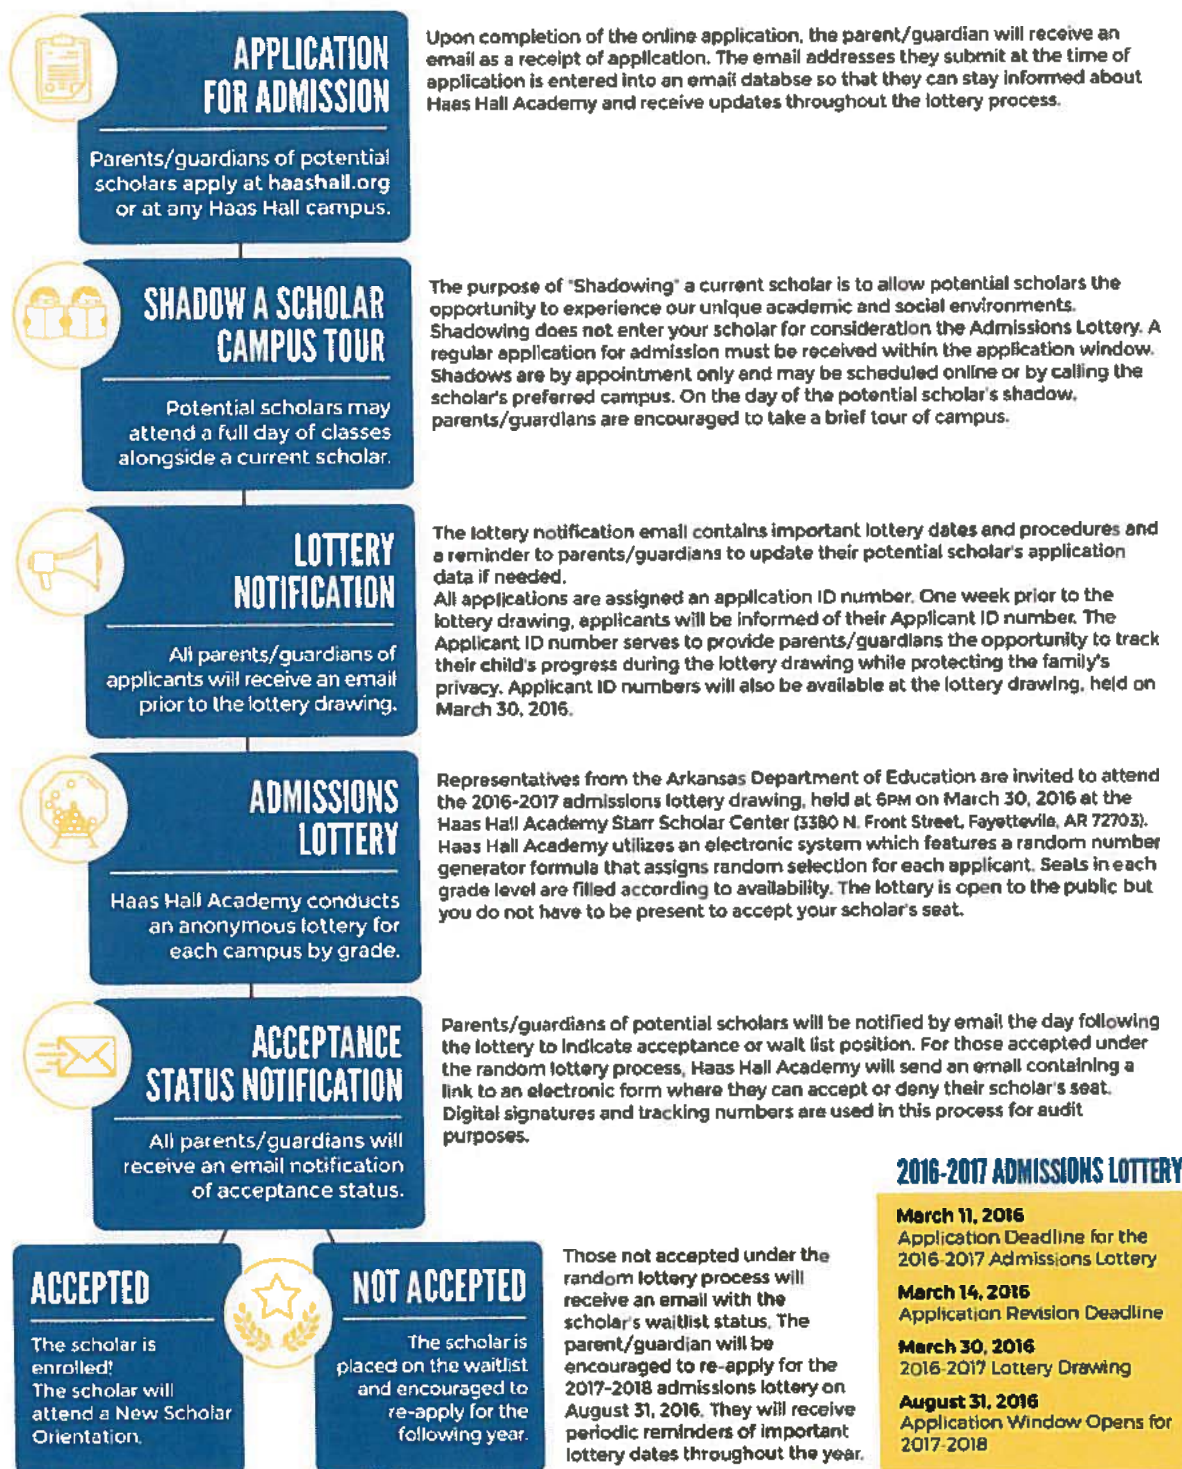 APPLICATION
FOR ADMISSION
Parents/guardians of potential
scholars apply at haashall.org
or at any Haas Hall campus.
Upon completion of the online application, the parent/guardian will receive an
email as a receipt of application. The email addresses they submit at the time of
application is entered into an email databse so that they can stay informed about
Haas Hall Academy and receive updates throughout the lottery process.
SHADOW A SCHOLAR
CAMPUS TOUR
Potential scholars may
attend a full day of classes
alongside a current scholar.
The purpose of "Shadowing" a current scholar is to allow potential scholars the
opportunity to experience our unique academic and social environments.
Shadowing does not enter your scholar for consideration the Admissions Lottery. A
regular application for admission must be received within the application window.
Shadows are by appointment only and may be scheduled online or by calling the
scholar's preferred campus. On the day of the potential scholar's shadow,
parents/guardians are encouraged to take a brief tour of campus.
LOTTERY
NOTIFICATION
All parents/guardians of
applicants will receive an email
prior to the lottery drawing.
The lottery notification email contains important lottery dates and procedures and
a reminder to parents/guardians to update their potential scholar's application
data if needed.
All applications are assigned an application ID number. One week prior to the
lottery drawing, applicants will be informed of their Applicant ID number. The
Applicant ID number serves to provide parents/guardians the opportunity to track
their child's progress during the lottery drawing while protecting the family's
privacy. Applicant ID numbers will also be available at the lottery drawing, held on
March 30, 2016.
ADMISSIONS
LOTTERY
Haas Hall Academy conducts
an anonymous lottery for
each campus by grade.
Representatives from the Arkansas Department of Education are invited to attend
the 2016-2017 admissions lottery drawing, held at 6PM on March 30, 2016 at the
Haas Hall Academy Starr Scholar Center (3380 N. Front Street, Fayettevile, AR 72703).
Haas Hall Academy utilizes an electronic system which features a random number
generator formula that assigns random selection for each applicant. Seats in each
grade level are filled according to availability. The lottery is open to the public but
you do not have to be present to accept your scholar's seat.
ACCEPTANCE
STATUS NOTIFICATION
All parents/guardians will
receive an email notification
of acceptance status.
Parents/guardians of potential scholars will be notified by email the day following
the lottery to indicate acceptance or wait list position. For those accepted under
the random lottery process, Haas Hall Academy will send an email containing a
link to an electronic form where they can accept or deny their scholar's seat.
Digital signatures and tracking numbers are used in this process for audit
purposes.
ACCEPTED
The scholar is
enrolled!
The scholar will
attend a New Scholar
Orientation.
NOT ACCEPTED
The scholar is
placed on the waitlist
and encouraged to
re-apply for the
following year.
Those not accepted under the
random lottery process will
receive an email with the
scholar's waitlist status. The
parent/guardian will be
encouraged to re-apply for the
2017-2018 admissions lottery on
August 31, 2016. They will receive
periodic reminders of important
lottery dates throughout the year.
2016-2017 ADMISSIONS LOTTERY
March 11, 2016
Application Deadline for the
2016-2017 Admissions Lottery
March 14, 2016
Application Revision Deadline
March 30, 2016
2016-2017 Lottery Drawing
August 31, 2016
Application Window Opens for
2017-2018